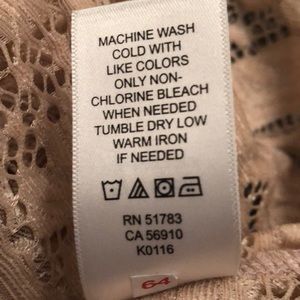 MACHINE WASH
COLD WITH
LIKE COLORS
ONLY NON-
CHLORINE BLEACH
WHEN NEEDED
TUMBLE DRY LOW
WARM IRON
IF NEEDED
RN 51783
CA 56910
K0116
64